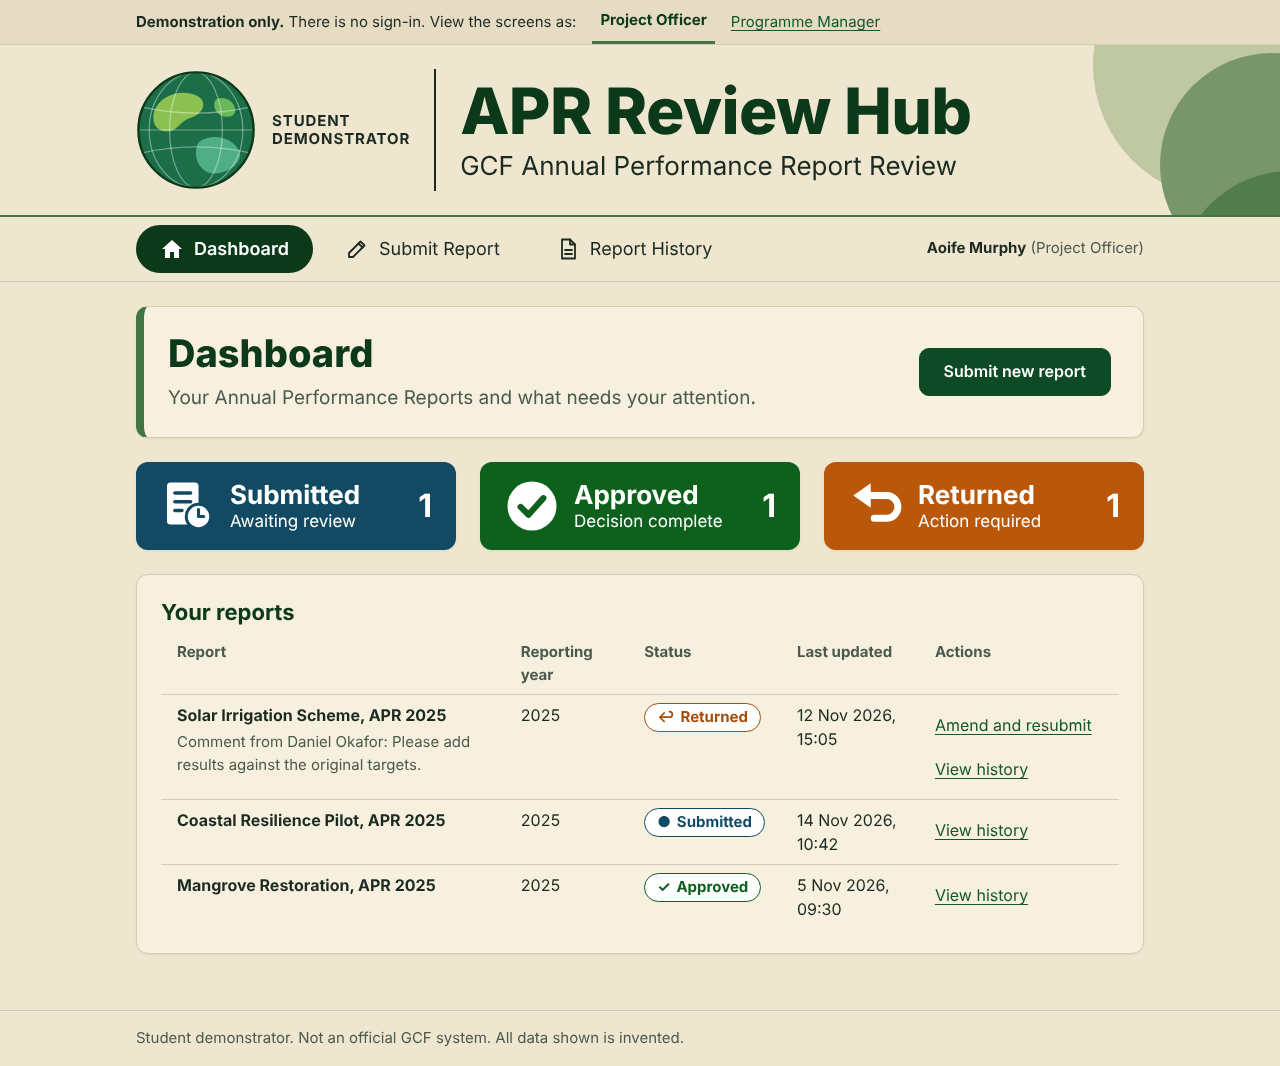 Demonstration only. There is no sign-in. View the screens as: Project Officer Programme Manager
STUDENT
DEMONSTRATOR
APR Review Hub
GCF Annual Performance Report Review
Dashboard Submit Report Report History Aoife Murphy (Project Officer)
Dashboard
Your Annual Performance Reports and what needs your attention.
Submit new report
Submitted
Awaiting review
1
Approved
Decision complete
1
Returned
Action required
1
Your reports
Report Reporting year Status Last updated Actions
Solar Irrigation Scheme, APR 2025 2025 Returned 12 Nov 2026, 15:05 Amend and resubmit
Comment from Daniel Okafor: Please add
results against the original targets.
View history
Coastal Resilience Pilot, APR 2025 2025 Submitted 14 Nov 2026, 10:42 View history
Mangrove Restoration, APR 2025 2025 Approved 5 Nov 2026, 09:30 View history
Student demonstrator. Not an official GCF system. All data shown is invented.